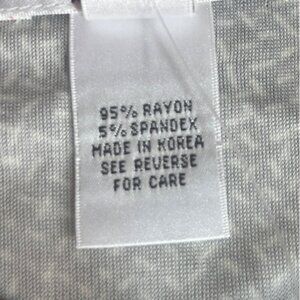 95% RAYON
5% SPANDEX
MADE IN KOREA
SEE REVERSE
FOR CARE